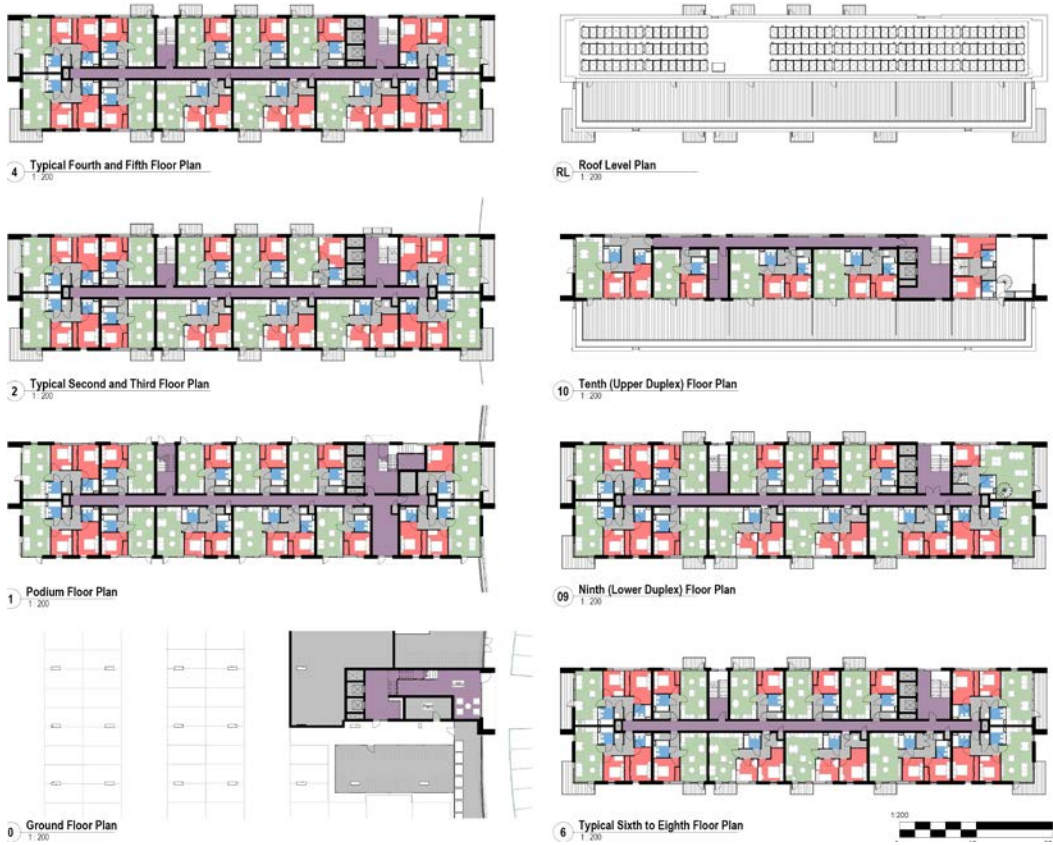 4 Typical Fourth and Fifth Floor Plan
1 : 200
RL Roof Level Plan
1 : 200
2 Typical Second and Third Floor Plan
1 : 200
10 Tenth (Upper Duplex) Floor Plan
1 : 200
1 Podium Floor Plan
1 : 200
09 Ninth (Lower Duplex) Floor Plan
1 : 200
0 Ground Floor Plan
1 : 200
6 Typical Sixth to Eighth Floor Plan
1 : 200
1:200